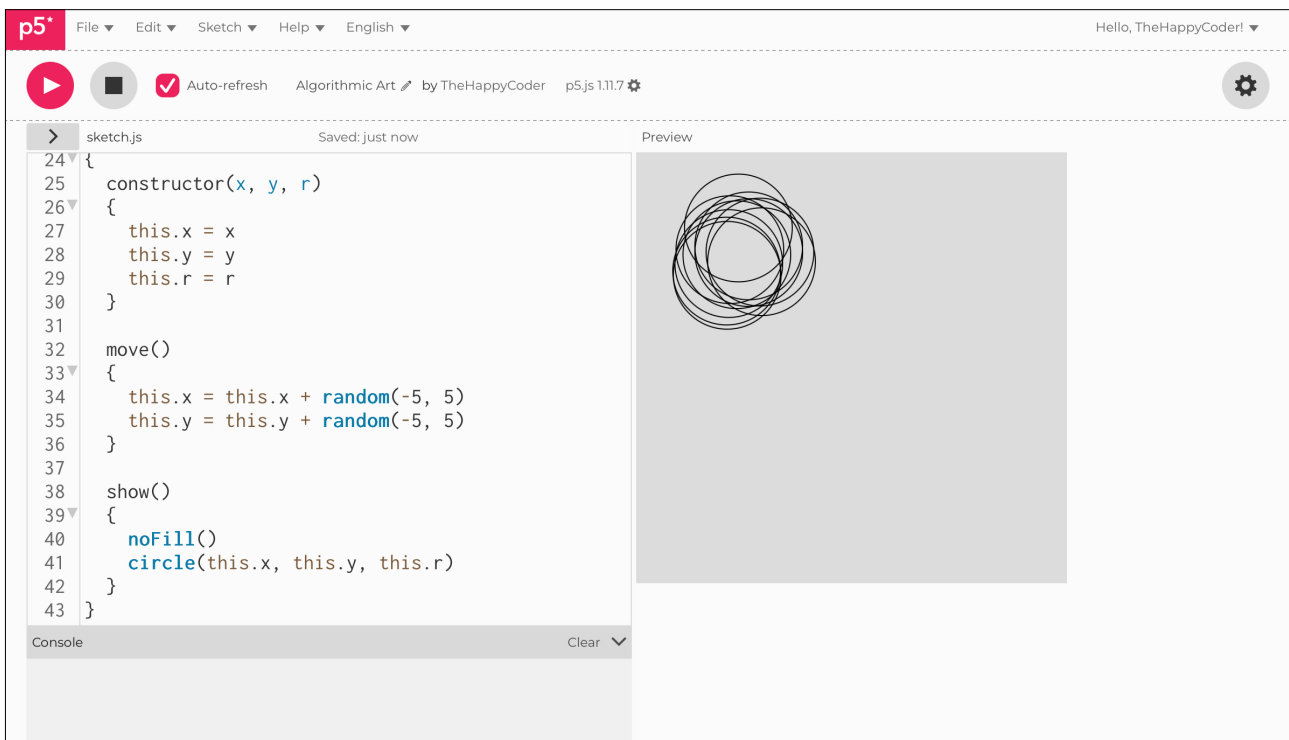 p5* File Edit Sketch Help English Hello, TheHappyCoder!
Auto-refresh Algorithmic Art by TheHappyCoder p5.js 1.11.7
> sketch.js Saved: just now Preview
24 {
25 constructor(x, y, r)
26 {
27 this.x = x
28 this.y = y
29 this.r = r
30 }
31
32 move()
33 {
34 this.x = this.x + random(-5, 5)
35 this.y = this.y + random(-5, 5)
36 }
37
38 show()
39 {
40 noFill()
41 circle(this.x, this.y, this.r)
42 }
43 }
Console Clear